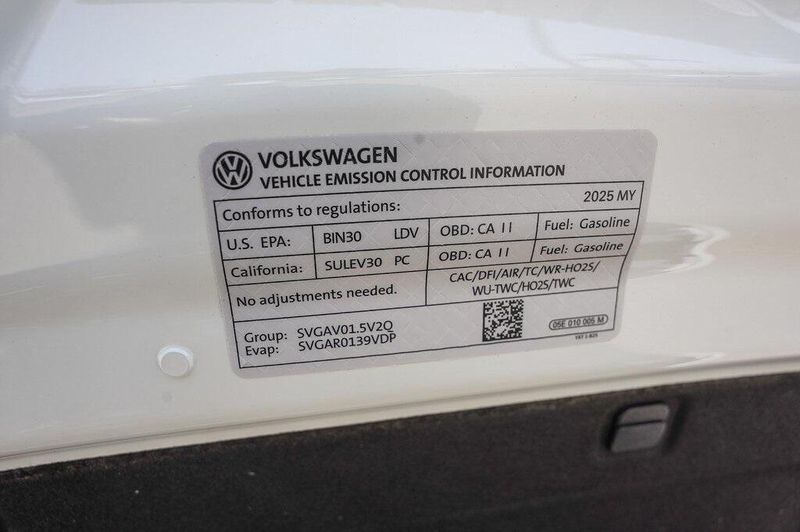 VOLKSWAGEN
VEHICLE EMISSION CONTROL INFORMATION
Conforms to regulations: 2025 MY
U.S. EPA: BIN30 LDV OBD: CA II Fuel: Gasoline
California: SULEV30 PC OBD: CA II Fuel: Gasoline
No adjustments needed. CAC/DFI/AIR/TC/WR-HO2S/
WU-TWC/HO2S/TWC
Group: SVGAV01.5V2Q
Evap: SVGAR0139VDP
05E 010 005 M